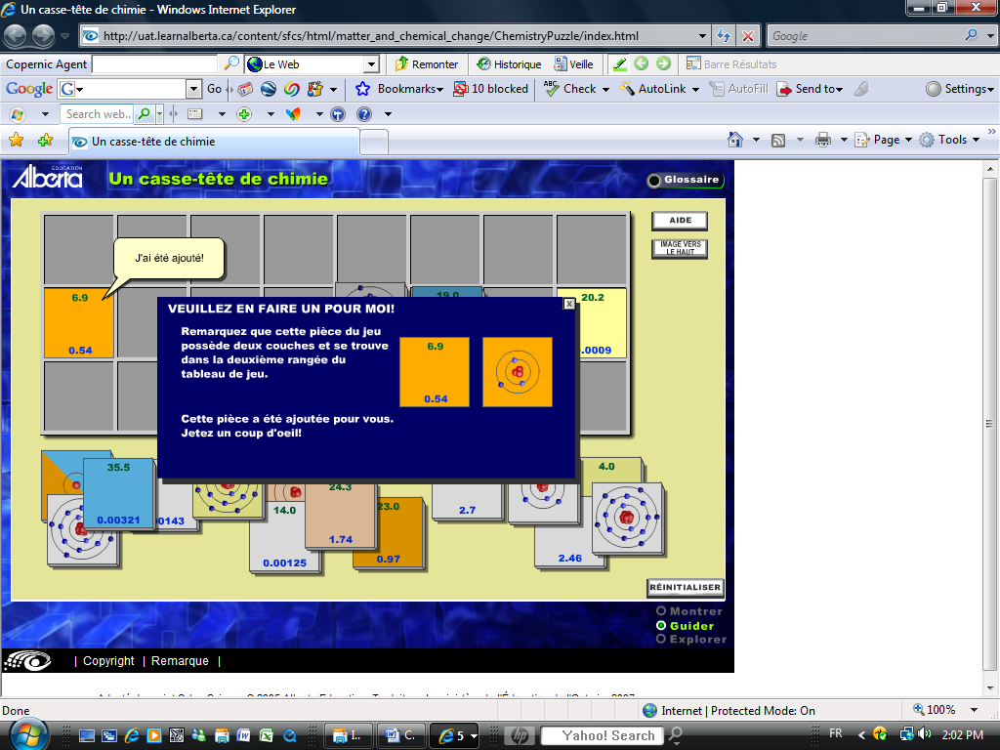 Un casse-tête de chimie - Windows Internet Explorer
http://uat.learnalberta.ca/content/sfcs/html/matter_and_chemical_change/ChemistryPuzzle/index.html
Google
Copernic Agent
Le Web
Remonter
Historique
Veille
Barre Résultats
Google
G
Go
Bookmarks
10 blocked
ABC
Check
AutoLink
AutoFill
Send to
Settings
Search web...
Un casse-tête de chimie
Page
Tools
EDUCATION
Alberta
Un casse-tête de chimie
Glossaire
AIDE
IMAGE VERS
LE HAUT
J'ai été ajouté!
6.9
0.54
19.0
20.2
.0009
VEUILLEZ EN FAIRE UN POUR MOI!
x
Remarquez que cette pièce du jeu
possède deux couches et se trouve
dans la deuxième rangée du
tableau de jeu.
6.9
0.54
Cette pièce a été ajoutée pour vous.
Jetez un coup d'oeil!
35.5
0.00321
0143
14.0
0.00125
24.3
1.74
23.0
0.97
2.7
2.46
4.0
RÉINITIALISER
Montrer
Guider
Explorer
| Copyright | Remarque |
Done
Internet | Protected Mode: On
100%
I..
C.
5
hp
Yahoo! Search
FR
2:02 PM